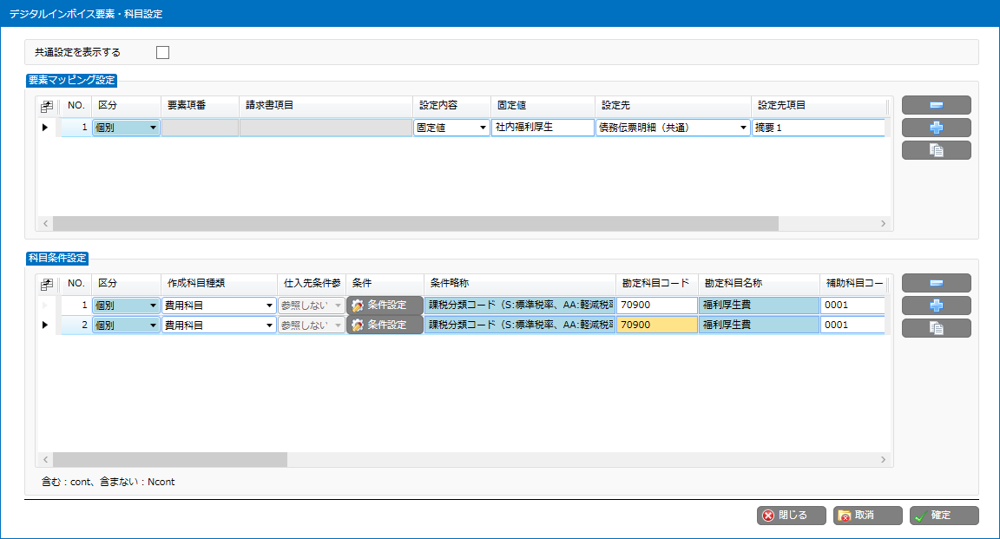 デジタルインボイス要素・科目設定
共通設定を表示する
要素マッピング設定
NO. 区分 要素項番 請求書項目 設定内容 固定値 設定先 設定先項目
1 個別 固定値 社内福利厚生 債務伝票明細（共通） 摘要１
科目条件設定
NO. 区分 作成科目種類 仕入先条件参 条件 条件略称 勘定科目コード 勘定科目名称 補助科目コー
1 個別 費用科目 参照しない 条件設定 課税分類コード（S:標準税率、AA:軽減税率 70900 福利厚生費 0001
2 個別 費用科目 参照しない 条件設定 課税分類コード（S:標準税率、AA:軽減税率 70900 福利厚生費 0001
含む：cont、含まない：Ncont
閉じる 取消 確定